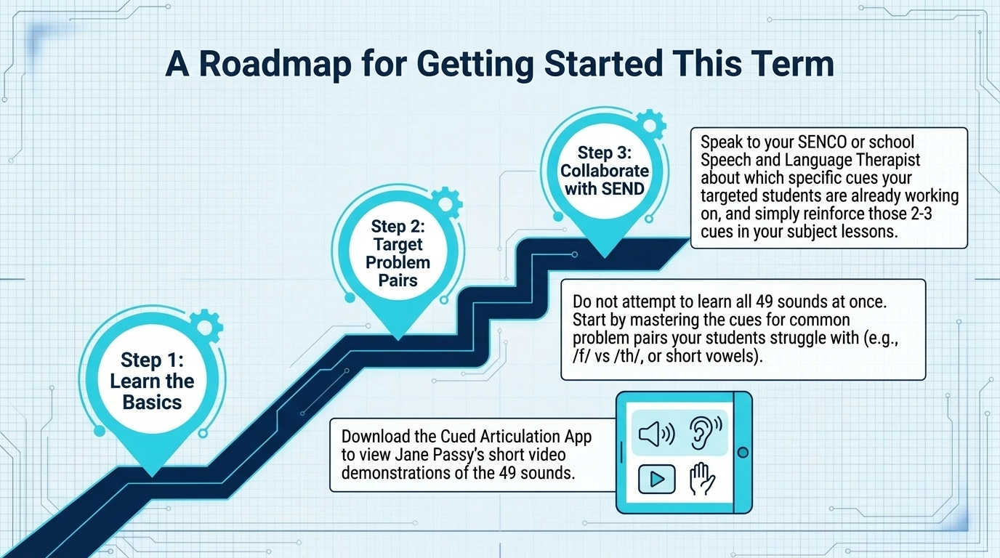 A Roadmap for Getting Started This Term
Step 1:
Learn the
Basics
Download the Cued Articulation App
to view Jane Passy's short video
demonstrations of the 49 sounds.
Step 2:
Target
Problem
Pairs
Do not attempt to learn all 49 sounds at once.
Start by mastering the cues for common
problem pairs your students struggle with (e.g.,
/f/ vs /th/, or short vowels).
Step 3:
Collaborate
with SEND
Speak to your SENCO or school
Speech and Language Therapist
about which specific cues your
targeted students are already working
on, and simply reinforce those 2-3
cues in your subject lessons.